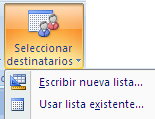 Seleccionar
destinatarios
Escribir nueva lista...
Usar lista existente...